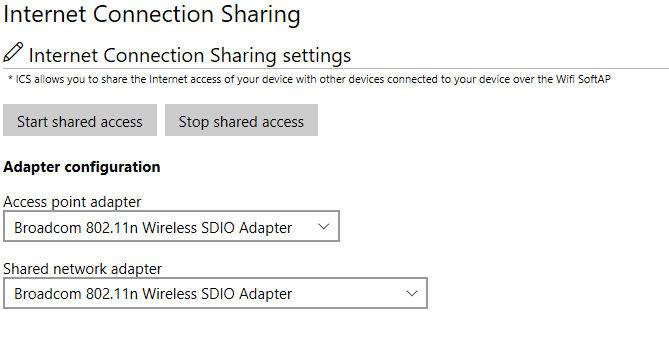 Internet Connection Sharing
Internet Connection Sharing settings
* ICS allows you to share the Internet access of your device with other devices connected to your device over the Wifi SoftAP
Start shared access
Stop shared access
Adapter configuration
Access point adapter
Broadcom 802.11n Wireless SDIO Adapter
Shared network adapter
Broadcom 802.11n Wireless SDIO Adapter